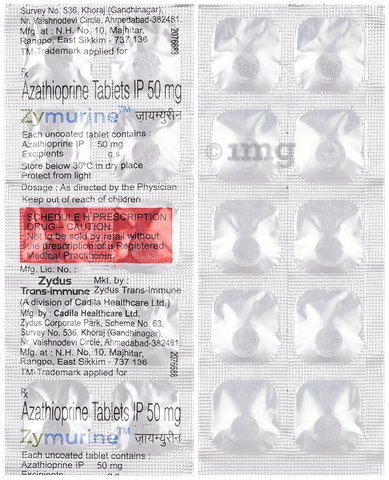 Survey No. 536, Khoraj (Gandhinagar),
Nr. Vaishnodevi Circle, Ahmedabad-382481.
Mfg. at : N.H. No. 10, Majhitar,
Rangpo, East Sikkim - 737 136
TM-Trademark applied for
Rx
Azathioprine Tablets IP 50 mg
Zymurine™ ज़ायम्युरीन
Each uncoated tablet contains :
Azathioprine IP 50 mg
Excipients q.s.
Store below 30°C in dry place
Protect from light
Dosage : As directed by the Physician
Keep out of reach of children
SCHEDULE H PRESCRIPTION
DRUG – CAUTION
Not to be sold by retail without
the prescription of a Registered
Medical Practitioner.
Mfg. Lic. No. :
Zydus Mkt. by :
Trans-immune Zydus Trans-immune
(A division of Cadila Healthcare Ltd.)
Mfg. by : Cadila Healthcare Ltd.
Zydus Corporate Park, Scheme No. 63,
Survey No. 536, Khoraj (Gandhinagar),
Nr. Vaishnodevi Circle, Ahmedabad-382481.
Mfg. at : N.H. No. 10, Majhitar,
Rangpo, East Sikkim - 737 136
TM-Trademark applied for
Rx
Azathioprine Tablets IP 50 mg
Zymurine™ ज़ायम्युरीन
Each uncoated tablet contains :
Azathioprine IP 50 mg
Excipients
1mg